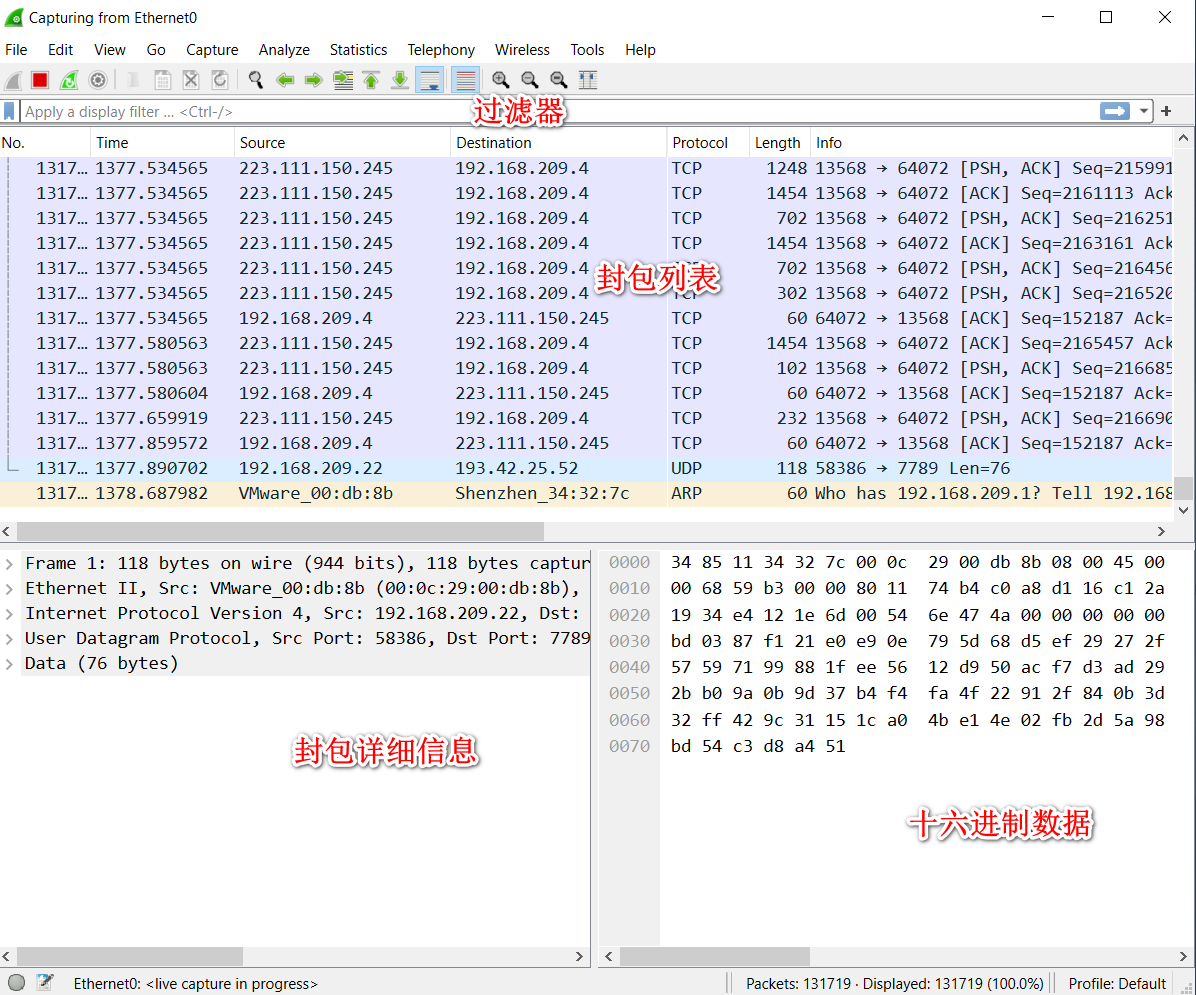 Capturing from Ethernet0
File Edit View Go Capture Analyze Statistics Telephony Wireless Tools Help
Apply a display filter ... <Ctrl-/>
过滤器
No. Time Source Destination Protocol Length Info
1317... 1377.534565 223.111.150.245 192.168.209.4 TCP 1248 13568 → 64072 [PSH, ACK] Seq=215991
1317... 1377.534565 223.111.150.245 192.168.209.4 TCP 1454 13568 → 64072 [ACK] Seq=2161113 Ack
1317... 1377.534565 223.111.150.245 192.168.209.4 TCP 702 13568 → 64072 [PSH, ACK] Seq=216251
1317... 1377.534565 223.111.150.245 192.168.209.4 TCP 1454 13568 → 64072 [ACK] Seq=2163161 Ack
1317... 1377.534565 223.111.150.245 192.168.209.4 702 13568 → 64072 [PSH, ACK] Seq=216456
封包列表
1317... 1377.534565 223.111.150.245 192.168.209.4 TCP 302 13568 → 64072 [PSH, ACK] Seq=216520
1317... 1377.534565 192.168.209.4 223.111.150.245 TCP 60 64072 → 13568 [ACK] Seq=152187 Ack=
1317... 1377.580563 223.111.150.245 192.168.209.4 TCP 1454 13568 → 64072 [ACK] Seq=2165457 Ack
1317... 1377.580563 223.111.150.245 192.168.209.4 TCP 102 13568 → 64072 [PSH, ACK] Seq=216685
1317... 1377.580604 192.168.209.4 223.111.150.245 TCP 60 64072 → 13568 [ACK] Seq=152187 Ack=
1317... 1377.659919 223.111.150.245 192.168.209.4 TCP 232 13568 → 64072 [PSH, ACK] Seq=216690
1317... 1377.859572 192.168.209.4 223.111.150.245 TCP 60 64072 → 13568 [ACK] Seq=152187 Ack=
1317... 1377.890702 192.168.209.22 193.42.25.52 UDP 118 58386 → 7789 Len=76
1317... 1378.687982 VMware_00:db:8b Shenzhen_34:32:7c ARP 60 Who has 192.168.209.1? Tell 192.168
Frame 1: 118 bytes on wire (944 bits), 118 bytes captur
Ethernet II, Src: VMware_00:db:8b (00:0c:29:00:db:8b),
Internet Protocol Version 4, Src: 192.168.209.22, Dst:
User Datagram Protocol, Src Port: 58386, Dst Port: 7789
Data (76 bytes)
封包详细信息
0000 34 85 11 34 32 7c 00 0c 29 00 db 8b 08 00 45 00
0010 00 68 59 b3 00 00 80 11 74 b4 c0 a8 d1 16 c1 2a
0020 19 34 e4 12 1e 6d 00 54 6e 47 4a 00 00 00 00 00
0030 bd 03 87 f1 21 e0 e9 0e 79 5d 68 d5 ef 29 27 2f
0040 57 59 71 99 88 1f ee 56 12 d9 50 ac f7 d3 ad 29
0050 2b b0 9a 0b 9d 37 b4 f4 fa 4f 22 91 2f 84 0b 3d
0060 32 ff 42 9c 31 15 1c a0 4b e1 4e 02 fb 2d 5a 98
0070 bd 54 c3 d8 a4 51
十六进制数据
Ethernet0: <live capture in progress>
Packets: 131719 · Displayed: 131719 (100.0%)
Profile: Default